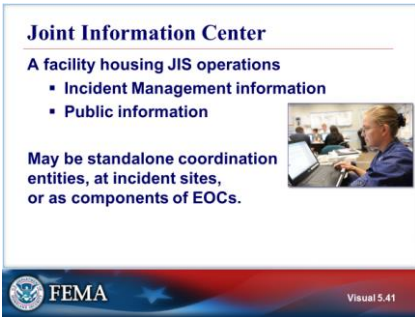 Joint Information Center
A facility housing JIS operations
▪ Incident Management information
▪ Public information
May be standalone coordination
entities, at incident sites,
or as components of EOCs.
FEMA
Visual 5.41